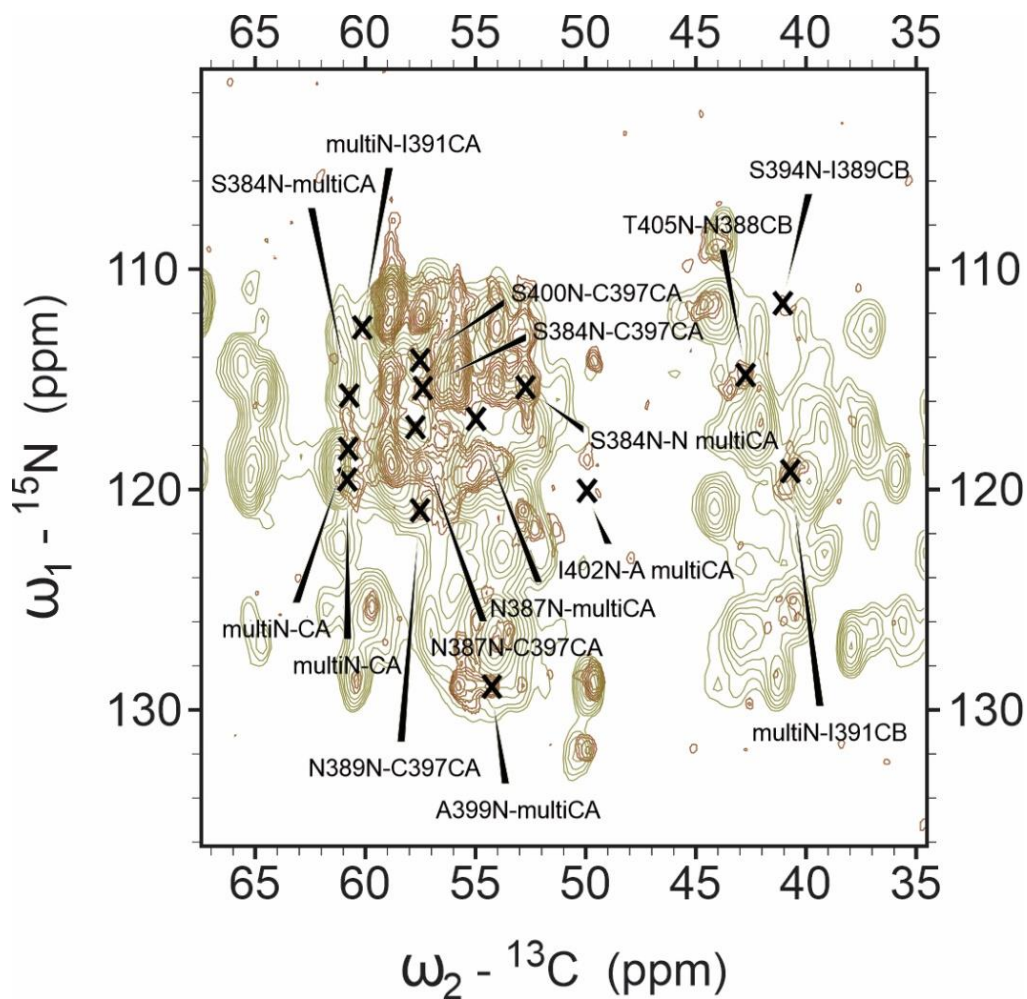 65 60 55 50 45 40 35
multiN-I391CA
S384N-multiCA
S394N-I389CB
T405N-N388CB
110 110
S400N-C397CA
S384N-C397CA
S384N-N multiCA
120 120
I402N-A multiCA
N387N-multiCA
multiN-CA
N387N-C397CA
multiN-CA
130 130
multiN-I391CB
N389N-C397CA
A399N-multiCA
65 60 55 50 45 40 35
ω1 - 15N (ppm)
ω2 - 13C (ppm)